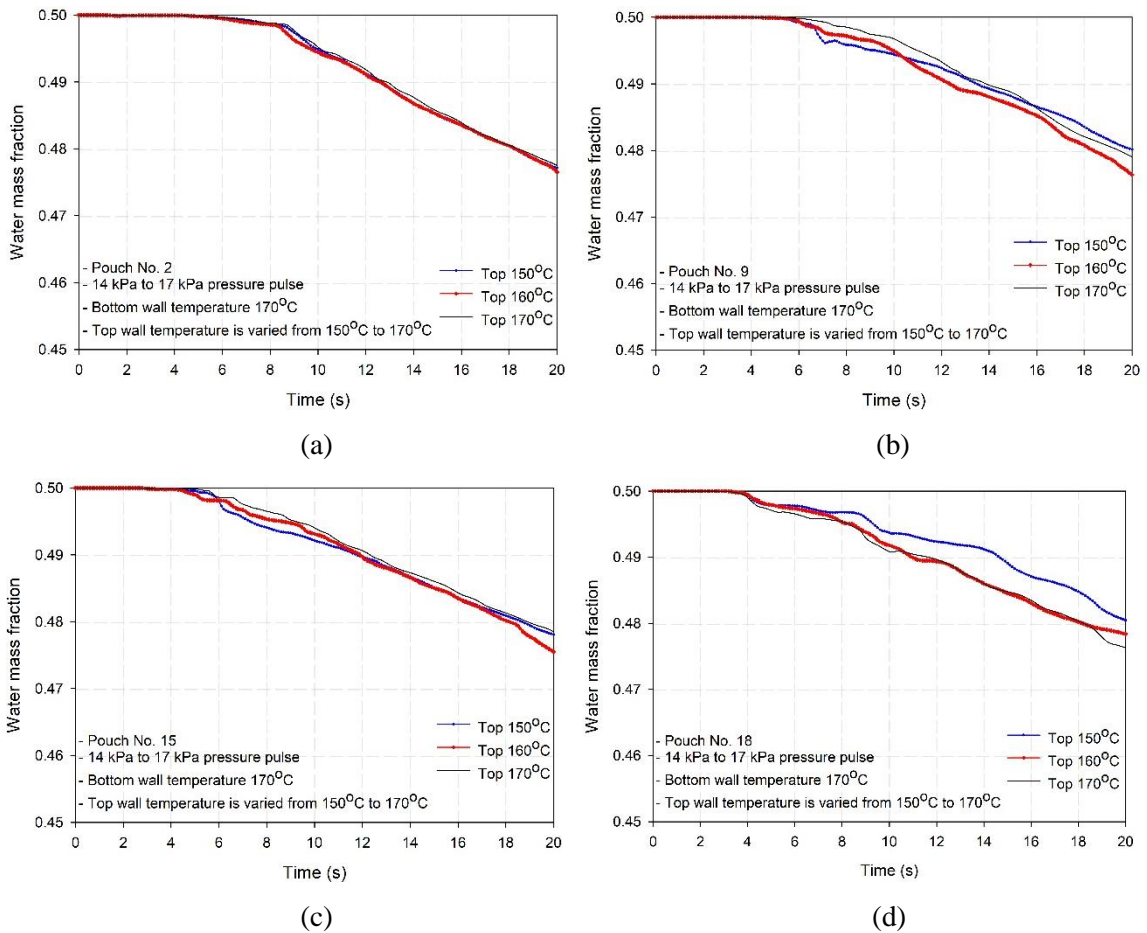 0.50
0.49
0.48
0.47
0.46
0.45
Water mass fraction
- Pouch No. 2
- 14 kPa to 17 kPa pressure pulse
- Bottom wall temperature 170°C
- Top wall temperature is varied from 150°C to 170°C
Top 150°C
Top 160°C
Top 170°C
0 2 4 6 8 10 12 14 16 18 20
Time (s)
(a)
0.50
0.49
0.48
0.47
0.46
0.45
Water mass fraction
- Pouch No. 9
- 14 kPa to 17 kPa pressure pulse
- Bottom wall temperature 170°C
- Top wall temperature is varied from 150°C to 170°C
Top 150°C
Top 160°C
Top 170°C
0 2 4 6 8 10 12 14 16 18 20
Time (s)
(b)
0.50
0.49
0.48
0.47
0.46
0.45
Water mass fraction
- Pouch No. 15
- 14 kPa to 17 kPa pressure pulse
- Bottom wall temperature 170°C
- Top wall temperature is varied from 150°C to 170°C
Top 150°C
Top 160°C
Top 170°C
0 2 4 6 8 10 12 14 16 18 20
Time (s)
(c)
0.50
0.49
0.48
0.47
0.46
0.45
Water mass fraction
- Pouch No. 18
- 14 kPa to 17 kPa pressure pulse
- Bottom wall temperature 170°C
- Top wall temperature is varied from 150°C to 170°C
Top 150°C
Top 160°C
Top 170°C
0 2 4 6 8 10 12 14 16 18 20
Time (s)
(d)